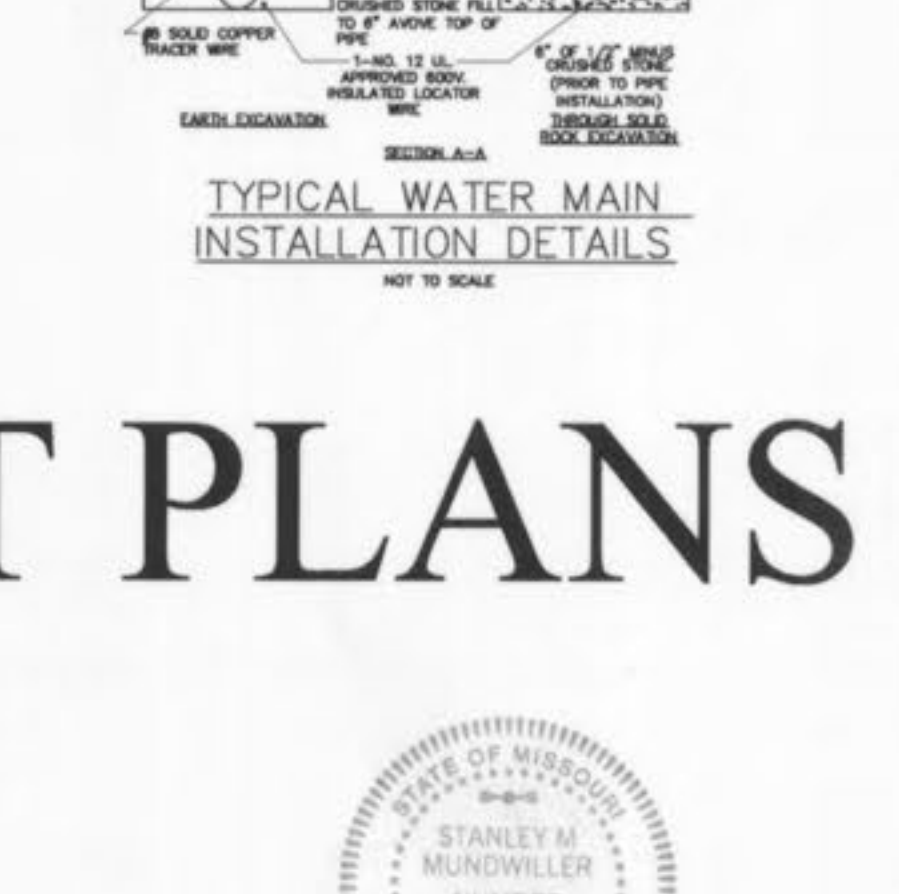 CRUSHED STONE FILL
TO 6" AVOVE TOP OF
PIPE
SOLID COPPER
TRACER WIRE
1-NO. 12 UL.
APPROVED 600V.
INSULATED LOCATOR
WIRE
6" OF 1/2" MINUS
CRUSHED STONE.
(PRIOR TO PIPE
INSTALLATION)
EARTH EXCAVATION
THROUGH SOLID
ROCK EXCAVATION
SECTION A-A
TYPICAL WATER MAIN
INSTALLATION DETAILS
NOT TO SCALE
T PLANS
STATE OF MISSOURI
STANLEY M
MUNDWILLER